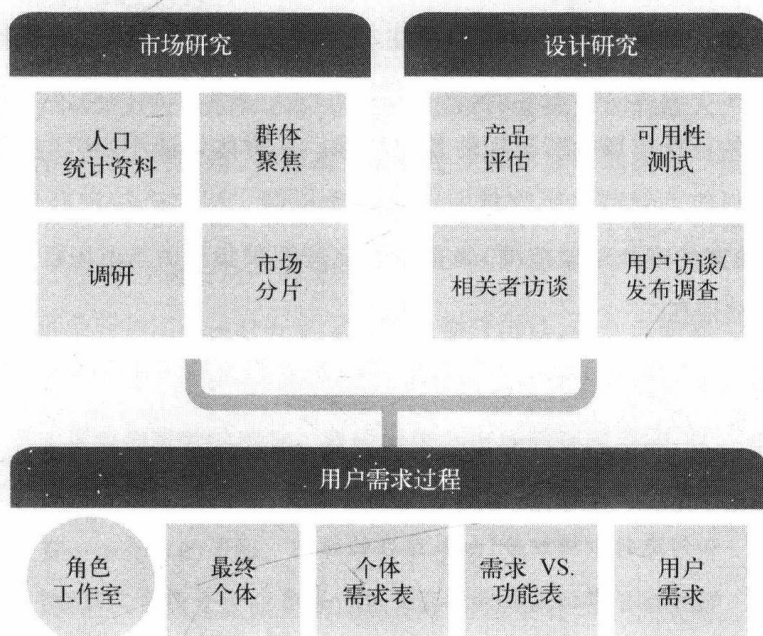 市场研究
设计研究
人口
统计资料
群体
聚焦
产品
评估
可用性
测试
调研
市场
分片
相关者访谈
用户访谈/
发布调查
用户需求过程
角色
工作室
最终
个体
个体
需求表
需求 VS.
功能表
用户
需求